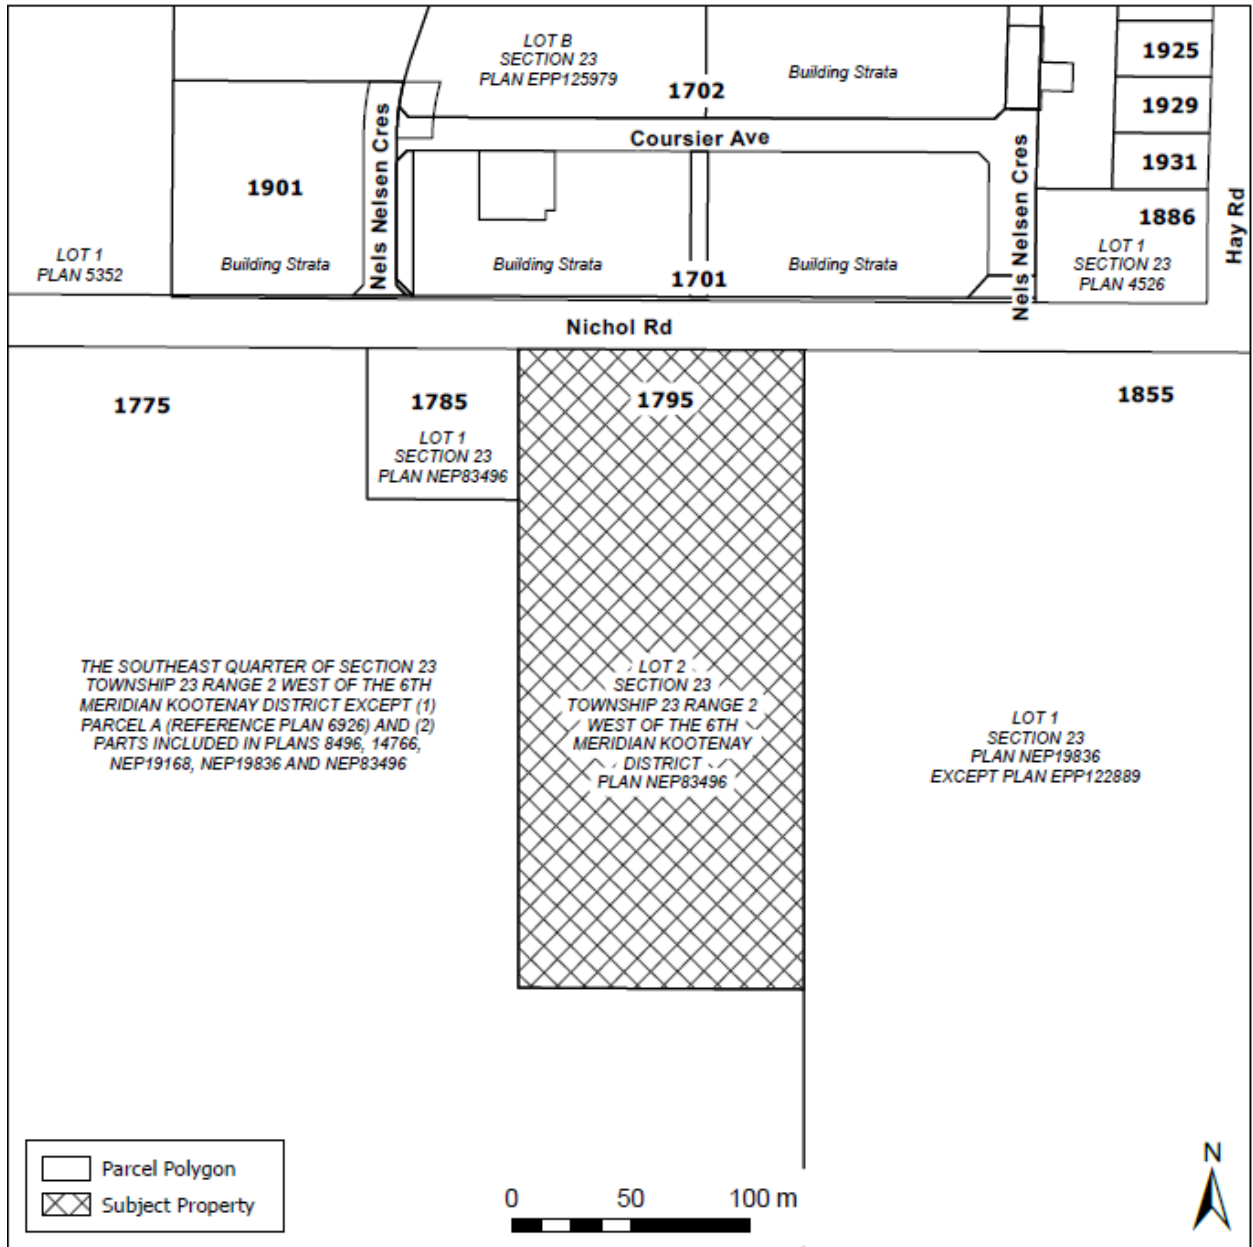 LOT B
SECTION 23
PLAN EPP125979
Building Strata
1702
1925
1929
1931
Coursier Ave
Nels Nelsen Cres
Nels Nelsen Cres
Hay Rd
1901
1886
LOT 1
PLAN 5352
Building Strata
Building Strata
Building Strata
1701
LOT 1
SECTION 23
PLAN 4526
Nichol Rd
1775
1785
LOT 1
SECTION 23
PLAN NEP83496
1795
1855
THE SOUTHEAST QUARTER OF SECTION 23
TOWNSHIP 23 RANGE 2 WEST OF THE 6TH
MERIDIAN KOOTENAY DISTRICT EXCEPT (1)
PARCEL A (REFERENCE PLAN 6926) AND (2)
PARTS INCLUDED IN PLANS 8496, 14766,
NEP19168, NEP19836 AND NEP83496
LOT 2
SECTION 23
TOWNSHIP 23 RANGE 2
WEST OF THE 6TH
MERIDIAN KOOTENAY
DISTRICT
PLAN NEP83496
LOT 1
SECTION 23
PLAN NEP19836
EXCEPT PLAN EPP122889
Parcel Polygon
Subject Property
0 50 100 m
N